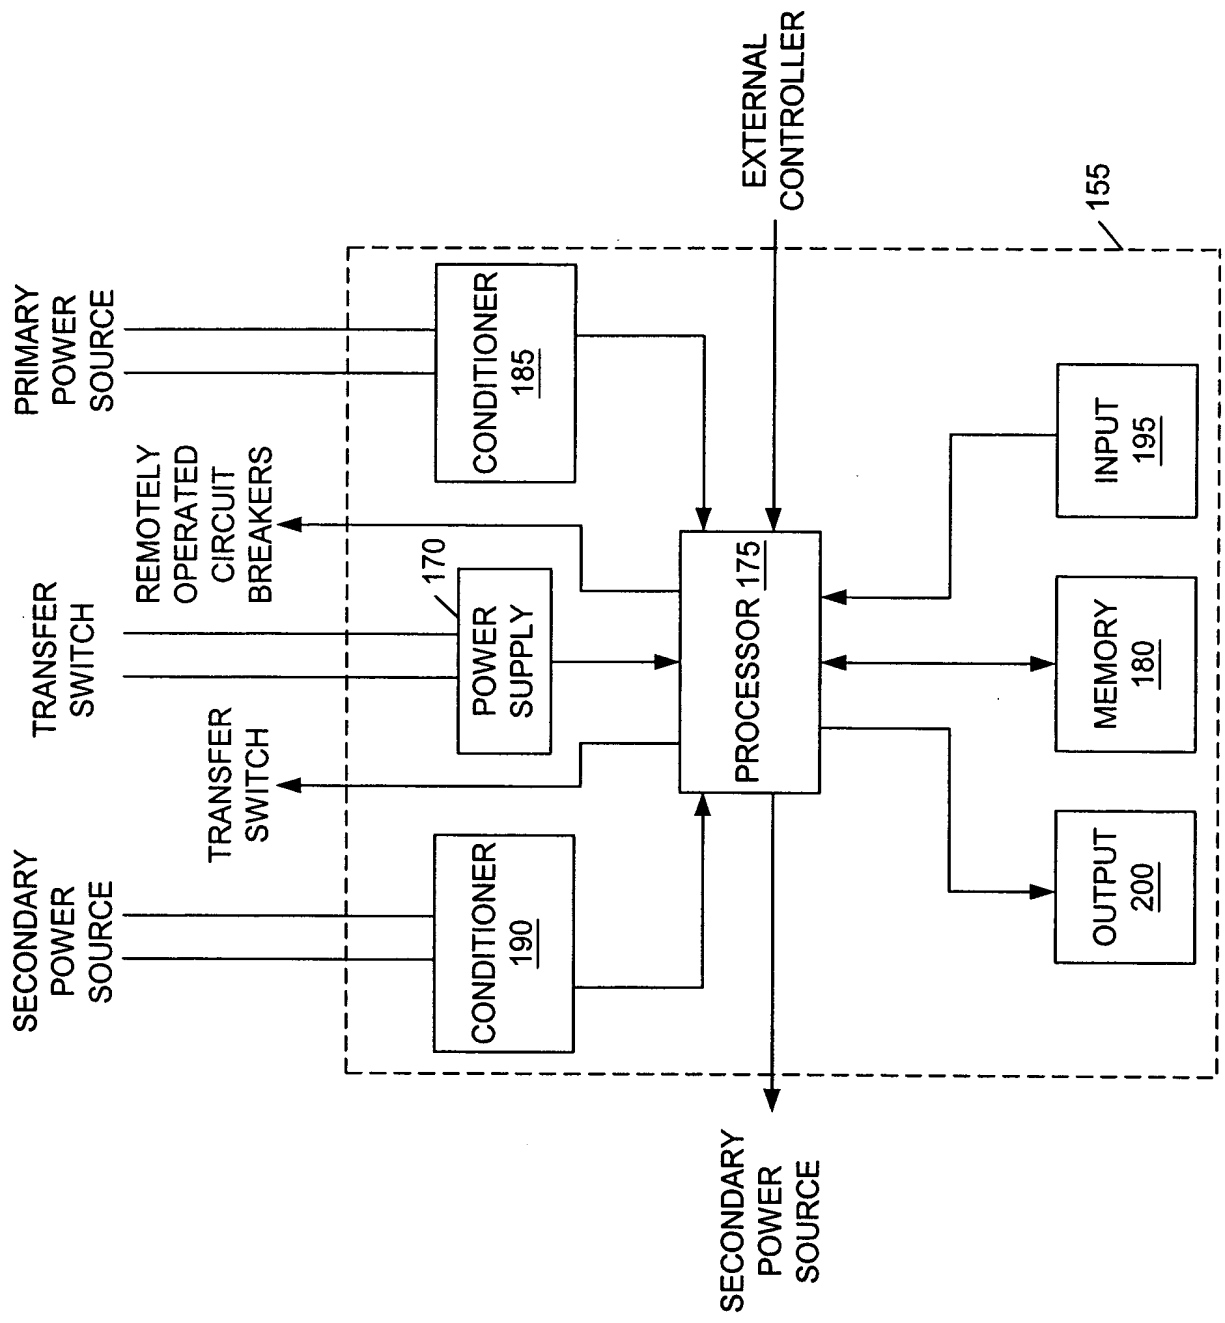 PRIMARY
POWER
SOURCE
REMOTELY
OPERATED
CIRCUIT
BREAKERS
TRANSFER
SWITCH
TRANSFER
SWITCH
SECONDARY
POWER
SOURCE
EXTERNAL
CONTROLLER
155
CONDITIONER
185
170
POWER
SUPPLY
CONDITIONER
190
PROCESSOR 175
INPUT
195
MEMORY
180
OUTPUT
200
SECONDARY
POWER
SOURCE